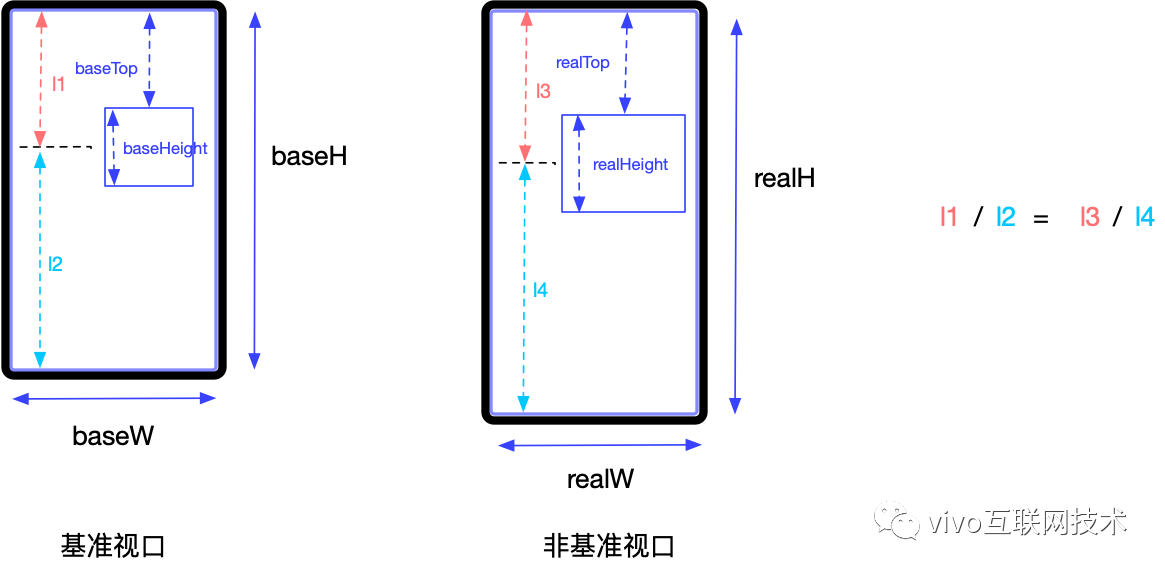 l1
baseTop
baseHeight
l2
baseH
baseW
基准视口
l3
realTop
realHeight
l4
realH
realW
非基准视口
l1 / l2 = l3 / l4
vivo互联网技术